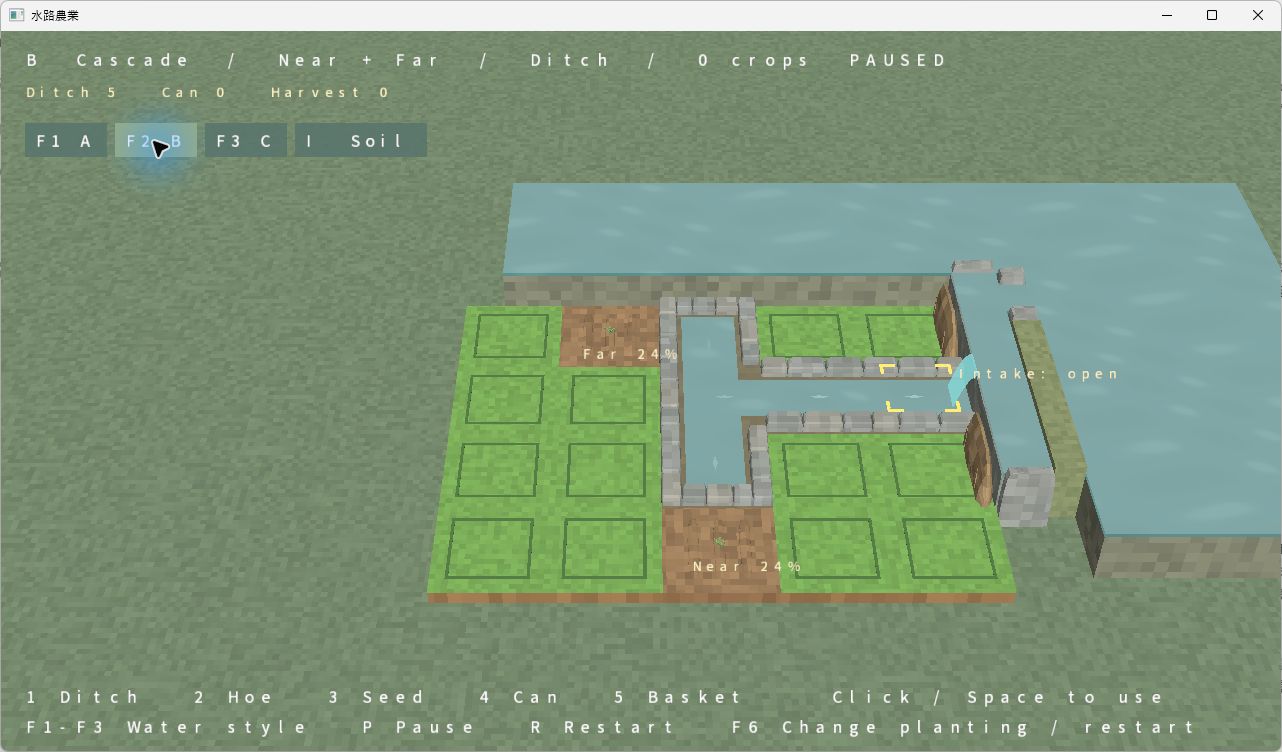 水路農業
B Cascade / Near + Far / Ditch / 0 crops PAUSED
Ditch 5 Can 0 Harvest 0
F1 A F2 B F3 C I Soil
Far 24%
Intake: open
Near 24%
1 Ditch 2 Hoe 3 Seed 4 Can 5 Basket Click / Space to use
F1-F3 Water style P Pause R Restart F6 Change planting / restart